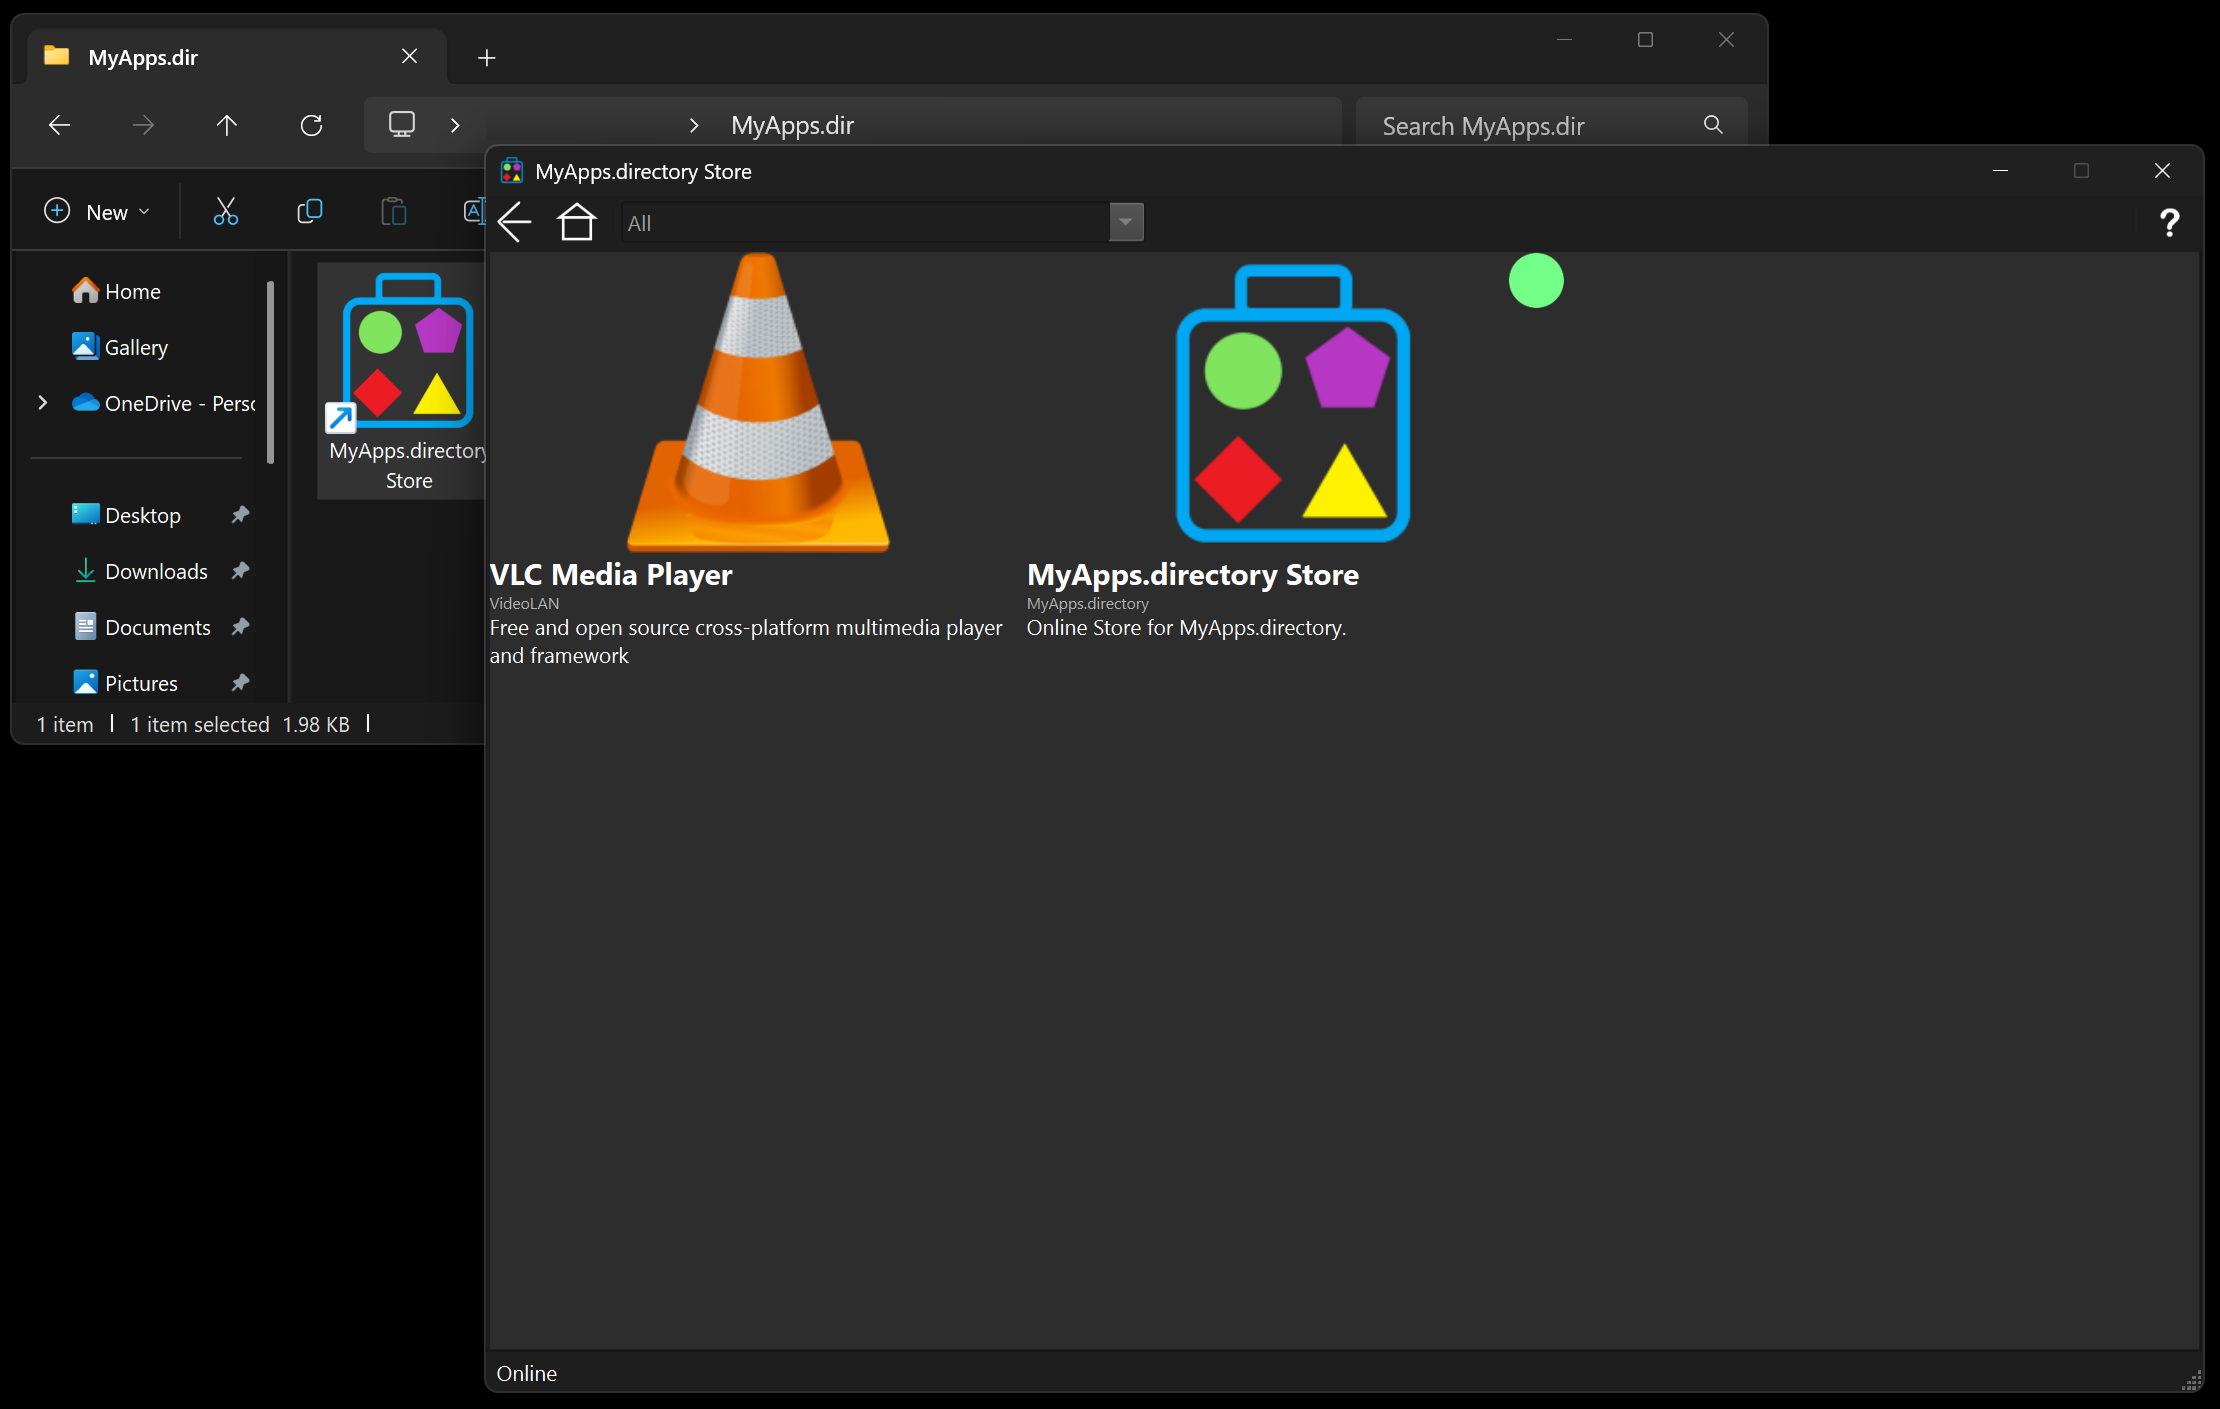 MyApps.dir
MyApps.dir
Search MyApps.dir
New
Home
Gallery
OneDrive - Pers
Desktop
Downloads
Documents
Pictures
MyApps.directory
Store
1 item
1 item selected 1.98 KB
MyApps.directory Store
All
?
VLC Media Player
VideoLAN
Free and open source cross-platform multimedia player
and framework
MyApps.directory Store
MyApps.directory
Online Store for MyApps.directory.
Online